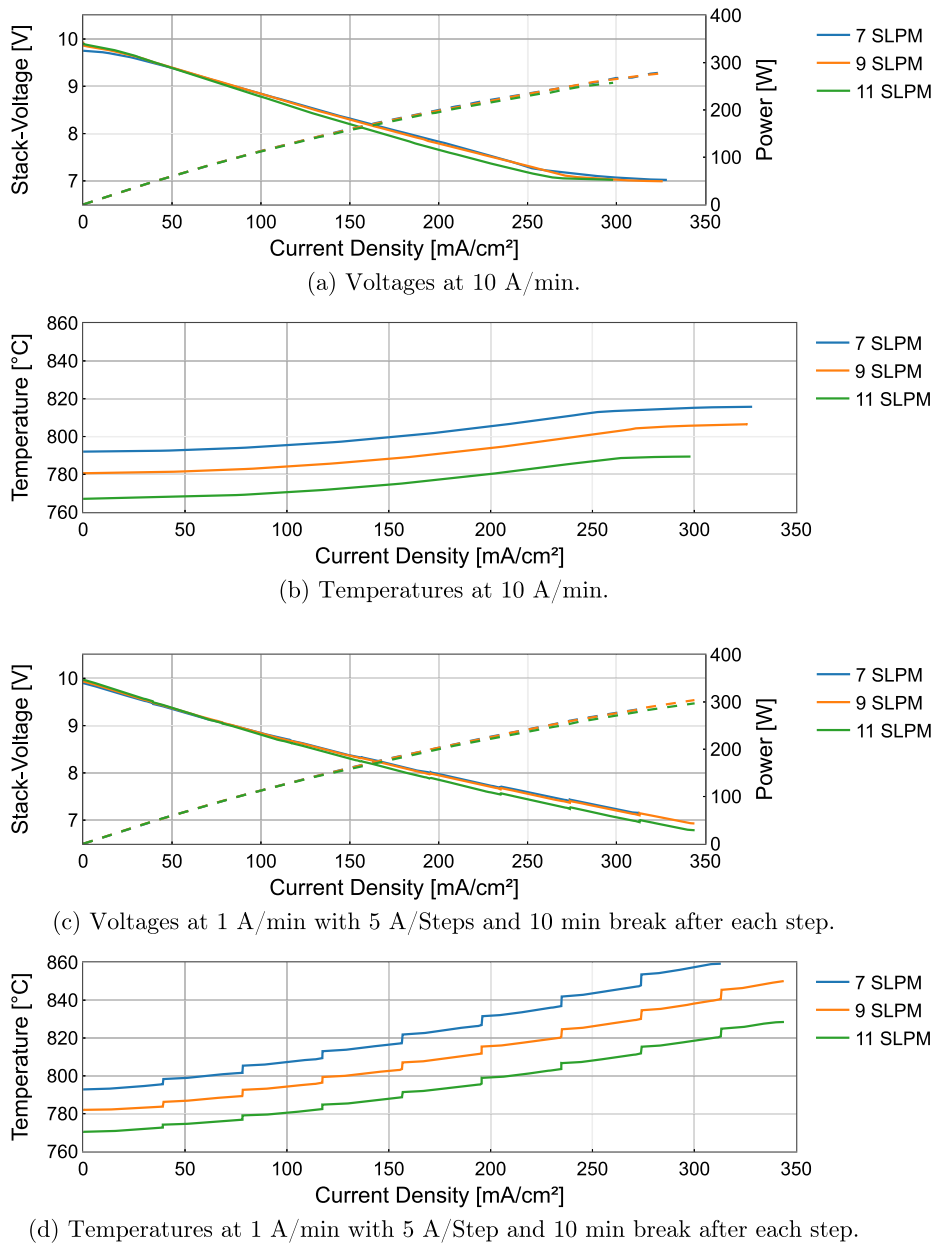 10
9
8
7
Stack-Voltage [V]
400
300
200
100
0
Power [W]
0 50 100 150 200 250 300 350
Current Density [mA/cm²]
7 SLPM
9 SLPM
11 SLPM
(a) Voltages at 10 A/min.
860
840
820
800
780
760
Temperature [°C]
0 50 100 150 200 250 300 350
Current Density [mA/cm²]
7 SLPM
9 SLPM
11 SLPM
(b) Temperatures at 10 A/min.
10
9
8
7
Stack-Voltage [V]
400
300
200
100
0
Power [W]
0 50 100 150 200 250 300 350
Current Density [mA/cm²]
7 SLPM
9 SLPM
11 SLPM
(c) Voltages at 1 A/min with 5 A/Steps and 10 min break after each step.
860
840
820
800
780
760
Temperature [°C]
0 50 100 150 200 250 300 350
Current Density [mA/cm²]
7 SLPM
9 SLPM
11 SLPM
(d) Temperatures at 1 A/min with 5 A/Step and 10 min break after each step.